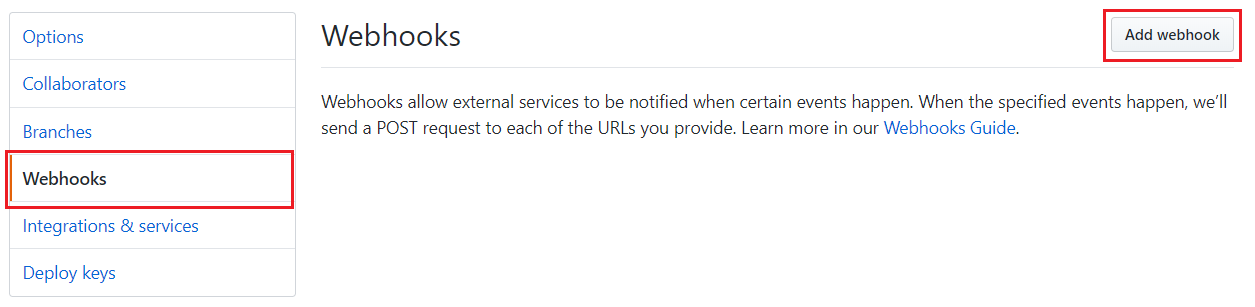 Options
Collaborators
Branches
Webhooks
Integrations & services
Deploy keys
Webhooks
Add webhook
Webhooks allow external services to be notified when certain events happen. When the specified events happen, we’ll
send a POST request to each of the URLs you provide. Learn more in our Webhooks Guide.